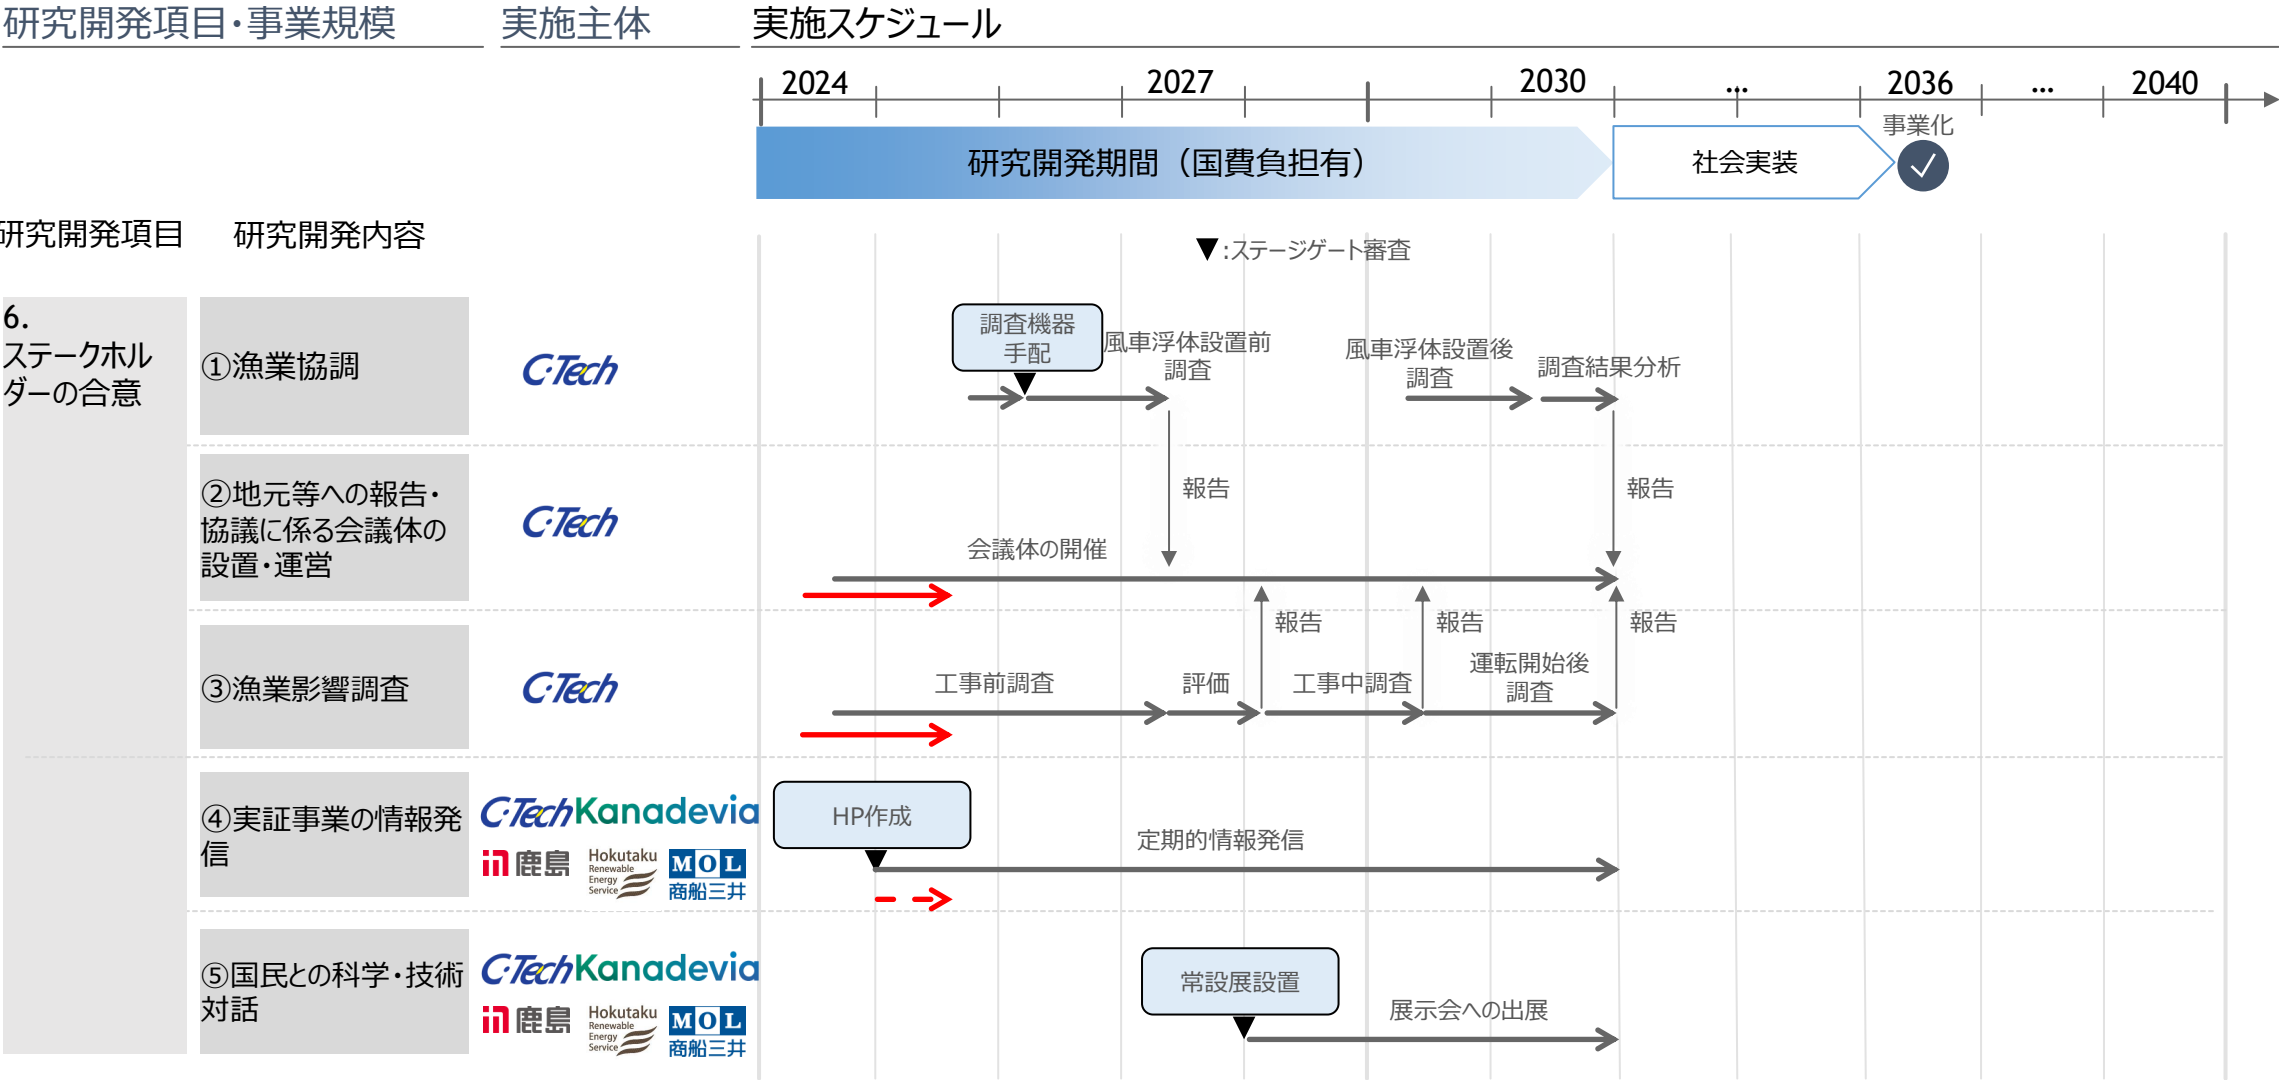 研究開発項目・事業規模
実施主体
実施スケジュール
2024
2027
2030
...
2036
...
2040
事業化
研究開発期間（国費負担有）
社会実装
研究開発項目
研究開発内容
▼:ステージゲート審査
6.
ステークホル
ダーの合意
①漁業協調
C-Tech
調査機器
手配
風車浮体設置前
調査
風車浮体設置後
調査
調査結果分析
②地元等への報告・
協議に係る会議体の
設置・運営
C-Tech
報告
報告
会議体の開催
③漁業影響調査
C-Tech
報告
報告
報告
工事前調査
評価
工事中調査
運転開始後
調査
④実証事業の情報発
信
C-Tech Kanadevia
鹿島
Hokutaku
Renewable
Energy
Service
MOL
商船三井
HP作成
定期的情報発信
⑤国民との科学・技術
対話
C-Tech Kanadevia
鹿島
Hokutaku
Renewable
Energy
Service
MOL
商船三井
常設展設置
展示会への出展